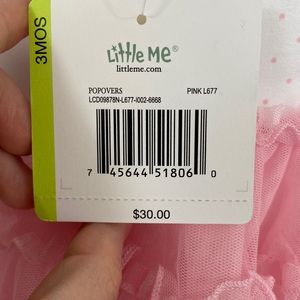 3MOS
Little Me®
littleme.com
POPOVERS PINK L677
LCD09878N-L677-I002-6668
7 45644 51806 0
$30.00